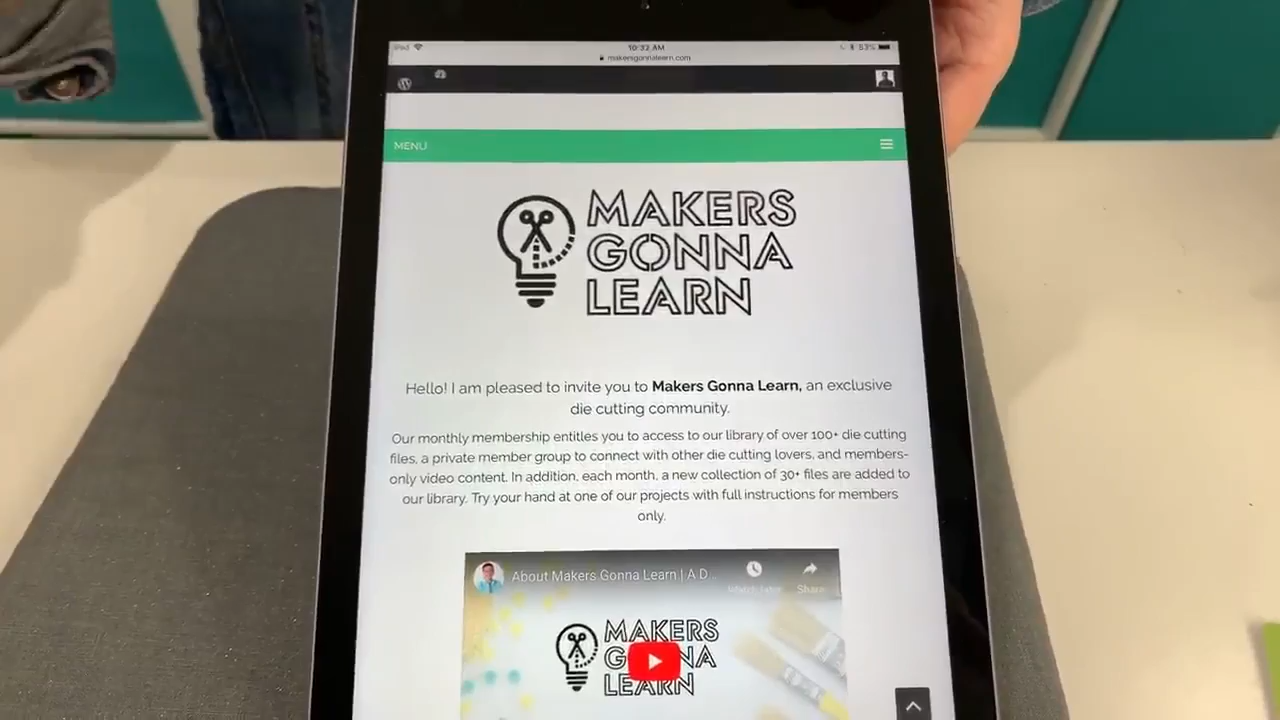 iPad
10:32 AM
53%
makersgonnalearn.com
MENU
MAKERS
GONNA
LEARN
Hello! I am pleased to invite you to Makers Gonna Learn, an exclusive
die cutting community.
Our monthly membership entitles you to access to our library of over 100+ die cutting
files, a private member group to connect with other die cutting lovers, and members-
only video content. In addition, each month, a new collection of 30+ files are added to
our library. Try your hand at one of our projects with full instructions for members
only.
About Makers Gonna Learn | A D...
Watch later
Share
MAKERS
GONNA
LEARN